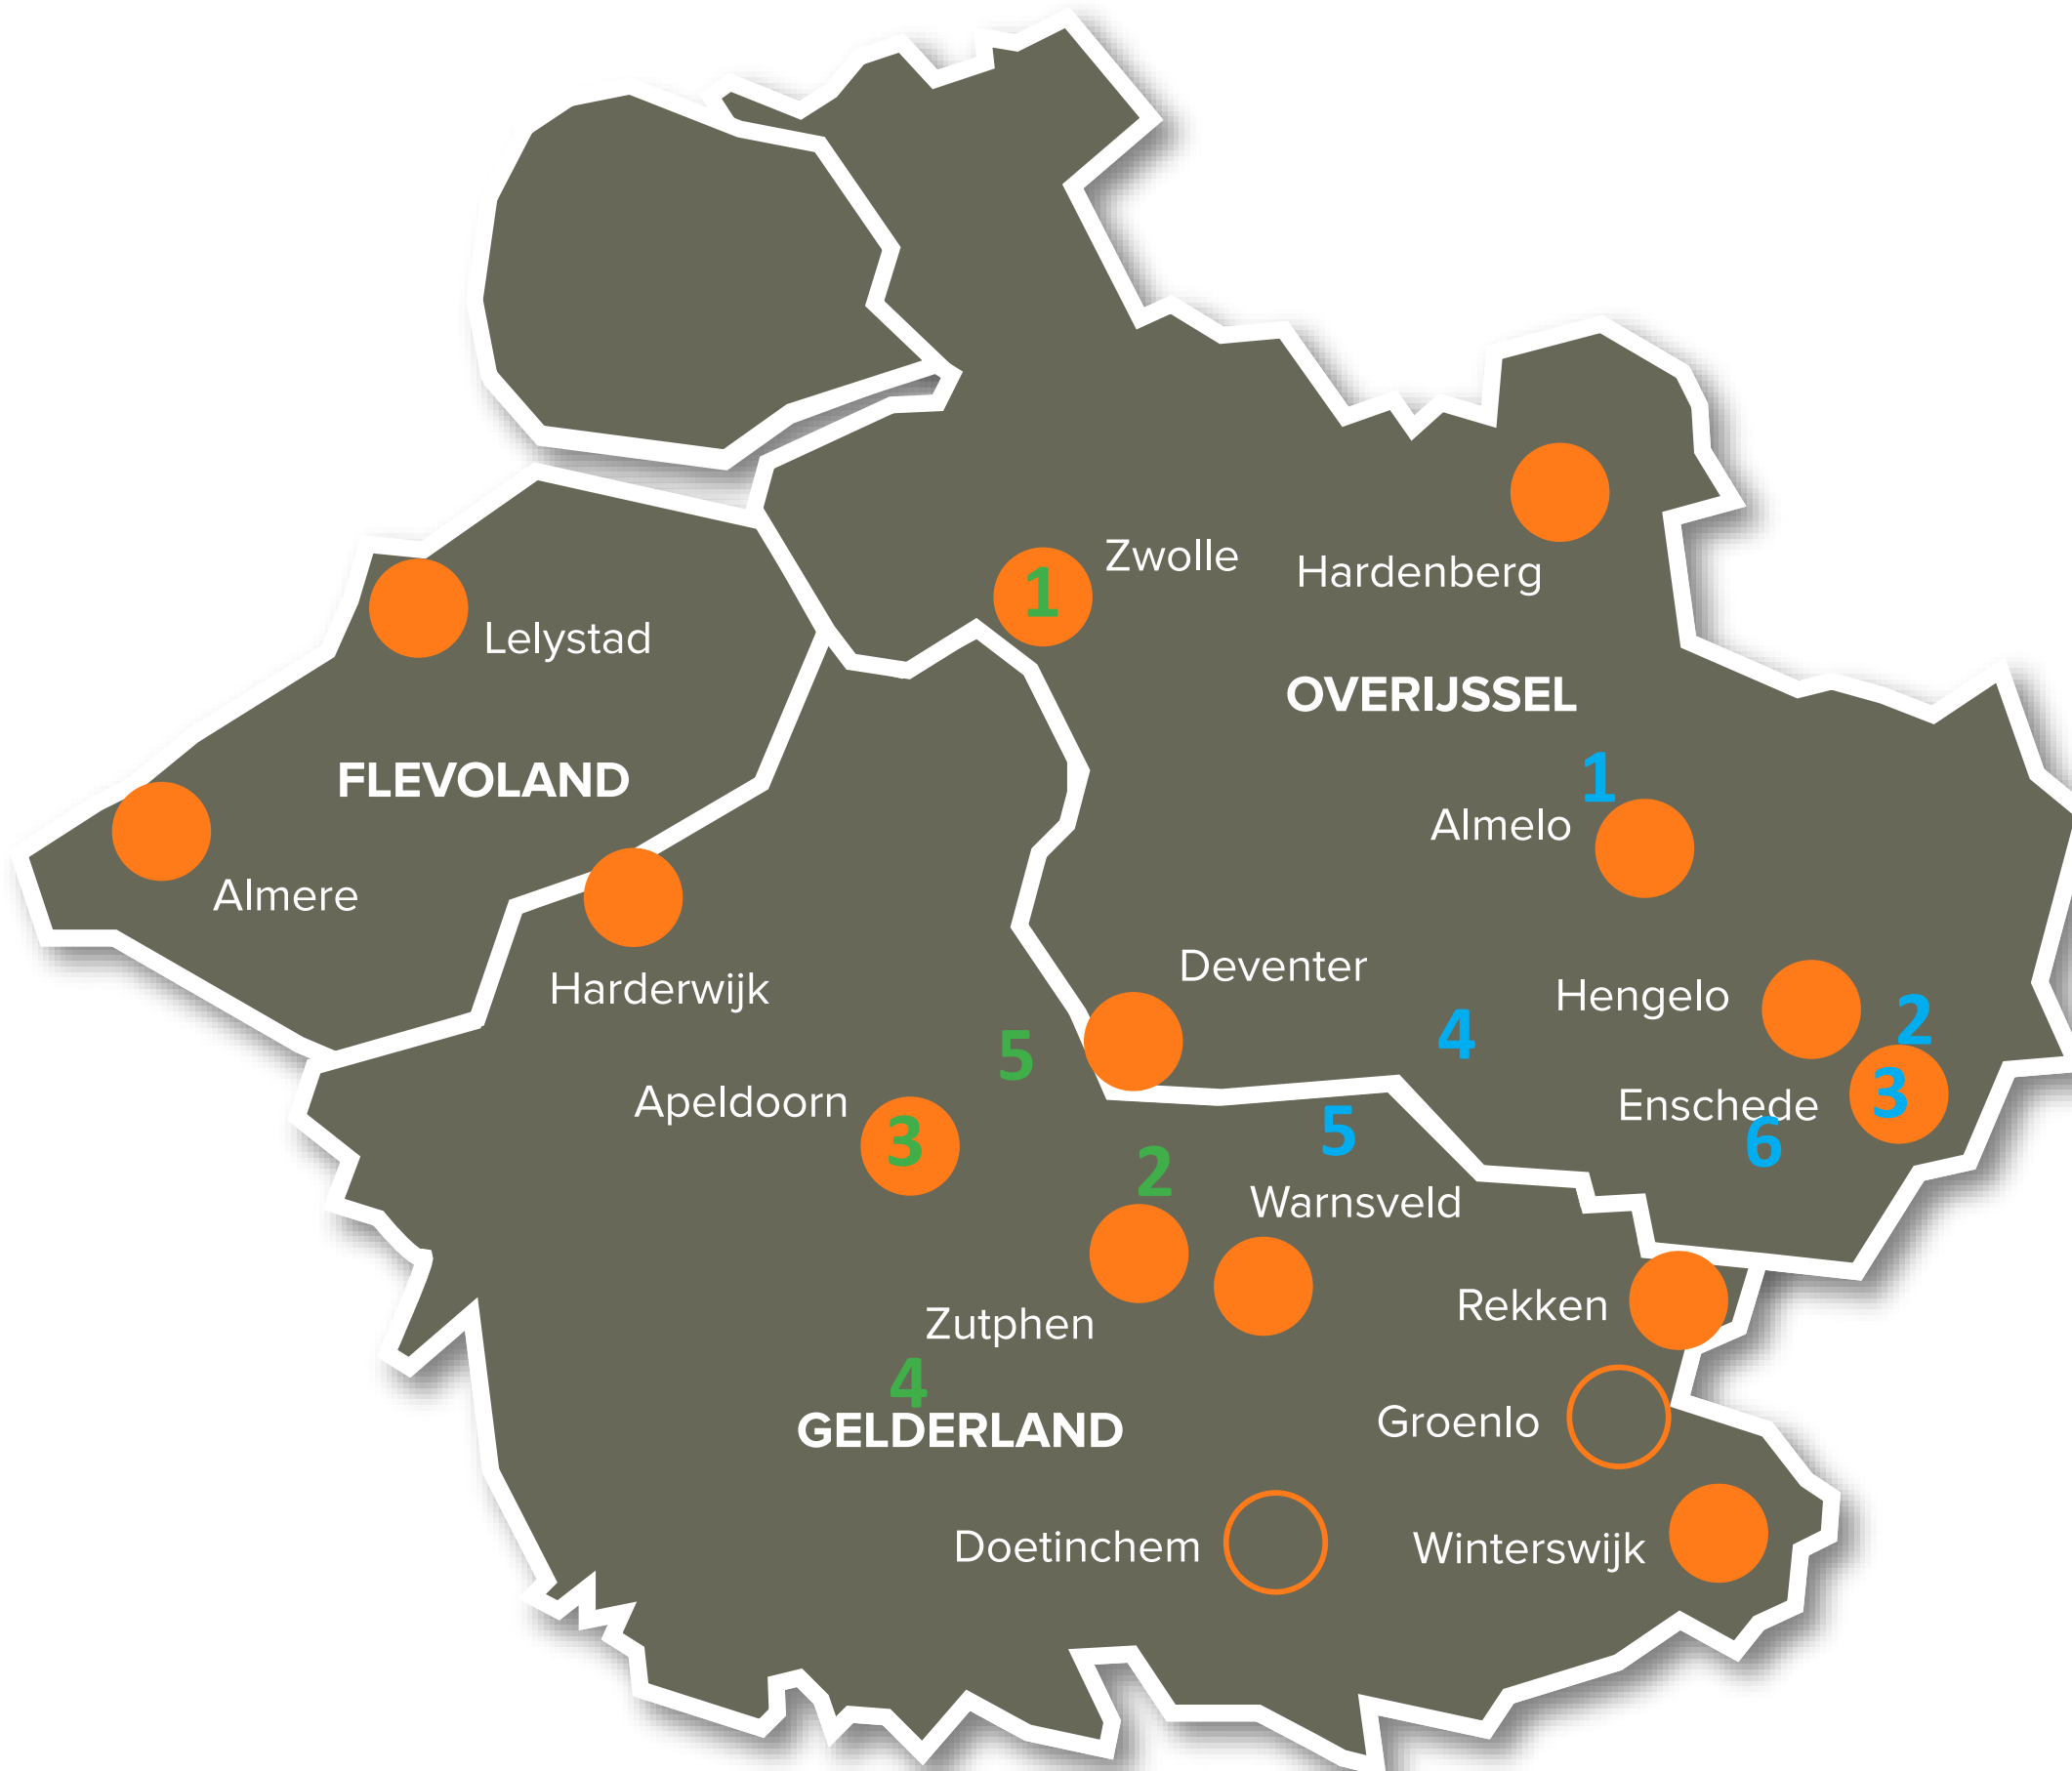 Zwolle
1
Hardenberg
Lelystad
OVERIJSSEL
FLEVOLAND
1
Almelo
Almere
Deventer
Harderwijk
Hengelo
2
4
5
Apeldoorn
Enschede
3
5
3
6
2
Warnsveld
Rekken
Zutphen
4
GELDERLAND
Groenlo
Doetinchem
Winterswijk